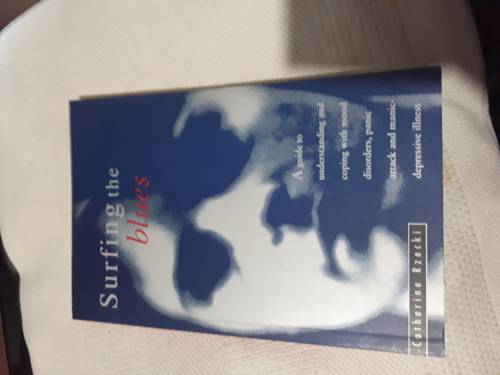 Surfing the
blues
A guide to
understanding and
coping with mood
disorders, panic
attack and manic-
depressive illness
Catherine Rzecki